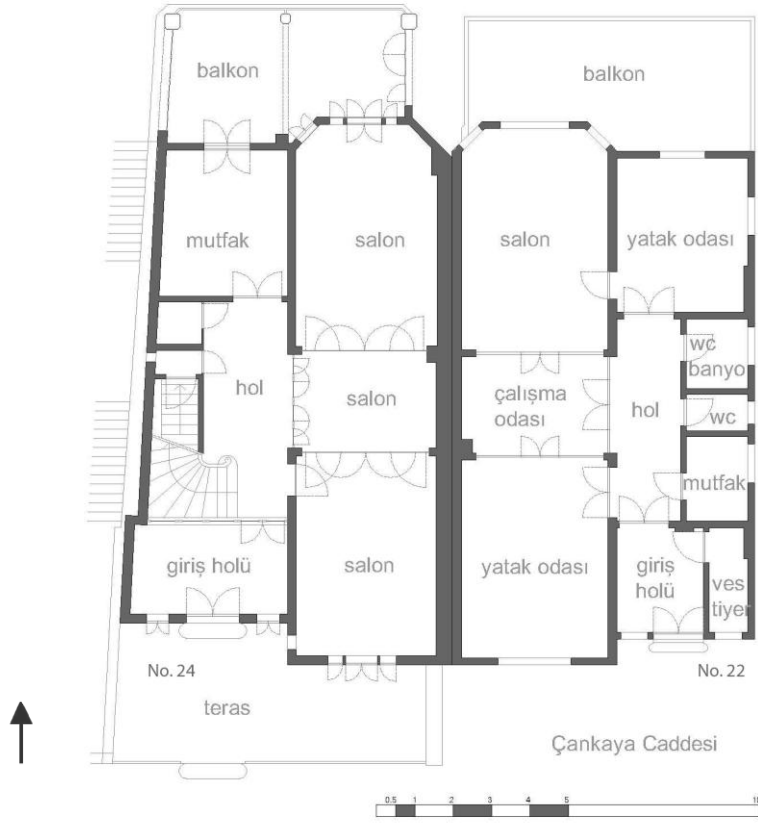 balkon
balkon
mutfak
salon
salon
yatak odası
hol
salon
çalışma
odası
hol
wc
banyo
wc
mutfak
giriş holü
salon
yatak odası
giriş
holü
ves
tiyer
No. 24
No. 22
teras
Çankaya Caddesi
0.5 1 2 3 4 5 10